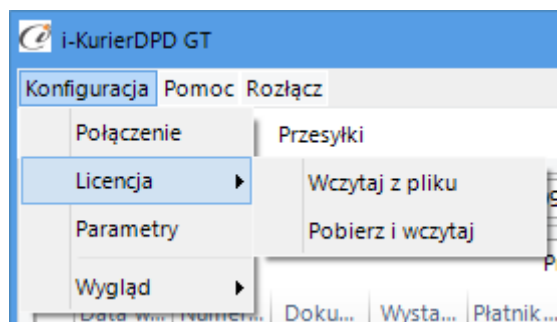 i-KurierDPD GT
Konfiguracja Pomoc Rozłącz
Połączenie
Przesyłki
Licencja
Wczytaj z pliku
Parametry
Pobierz i wczytaj
Wygląd
Doku... Wysta... Płatnik...